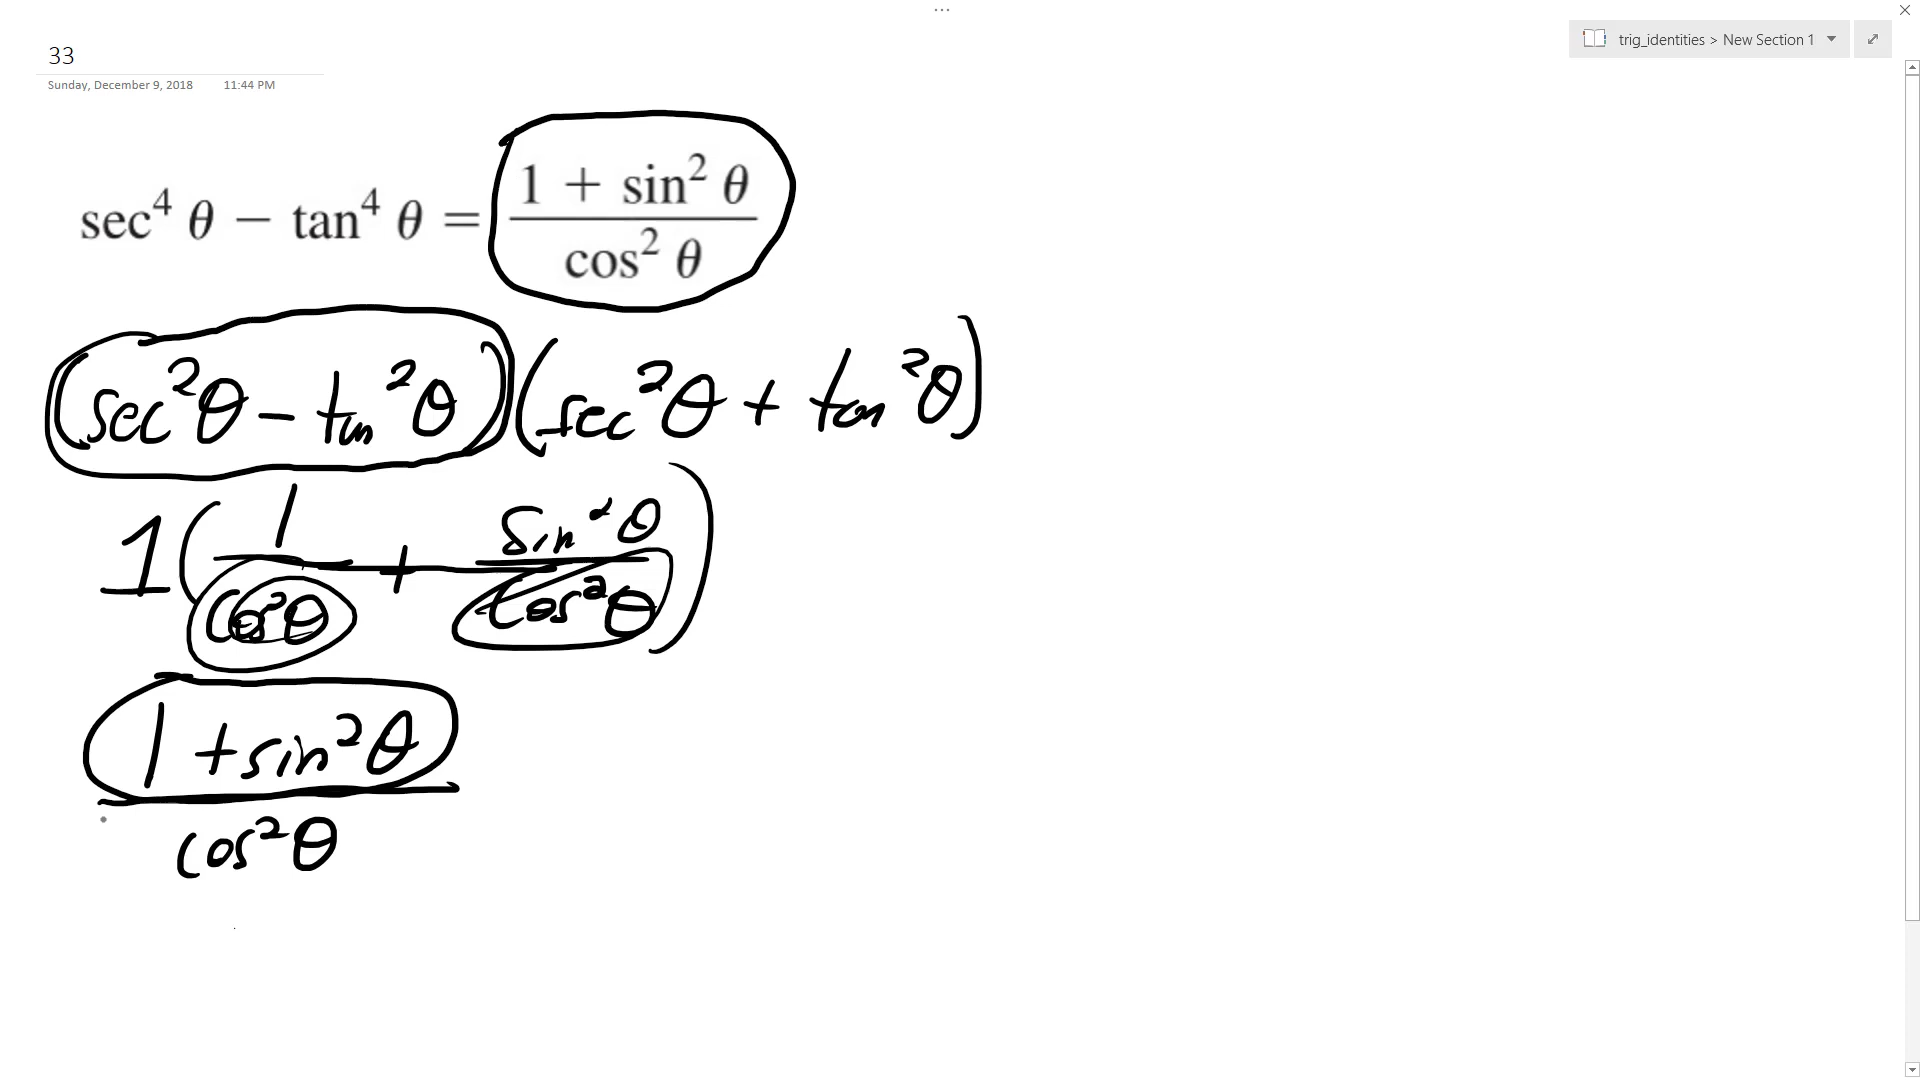 trig_identities > New Section 1
33
Sunday, December 9, 2018 11:44 PM
sec⁴ θ − tan⁴ θ = (1 + sin² θ) / (cos² θ)
(sec²θ − tan²θ)(sec²θ + tan²θ)
1(1/cos²θ + sin²θ/cos²θ)
1 + sin²θ
cos²θ